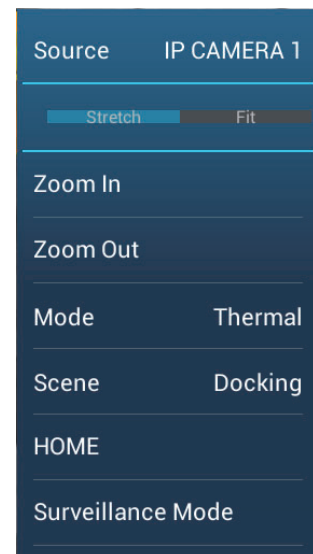 Source IP CAMERA 1
Stretch Fit
Zoom In
Zoom Out
Mode Thermal
Scene Docking
HOME
Surveillance Mode